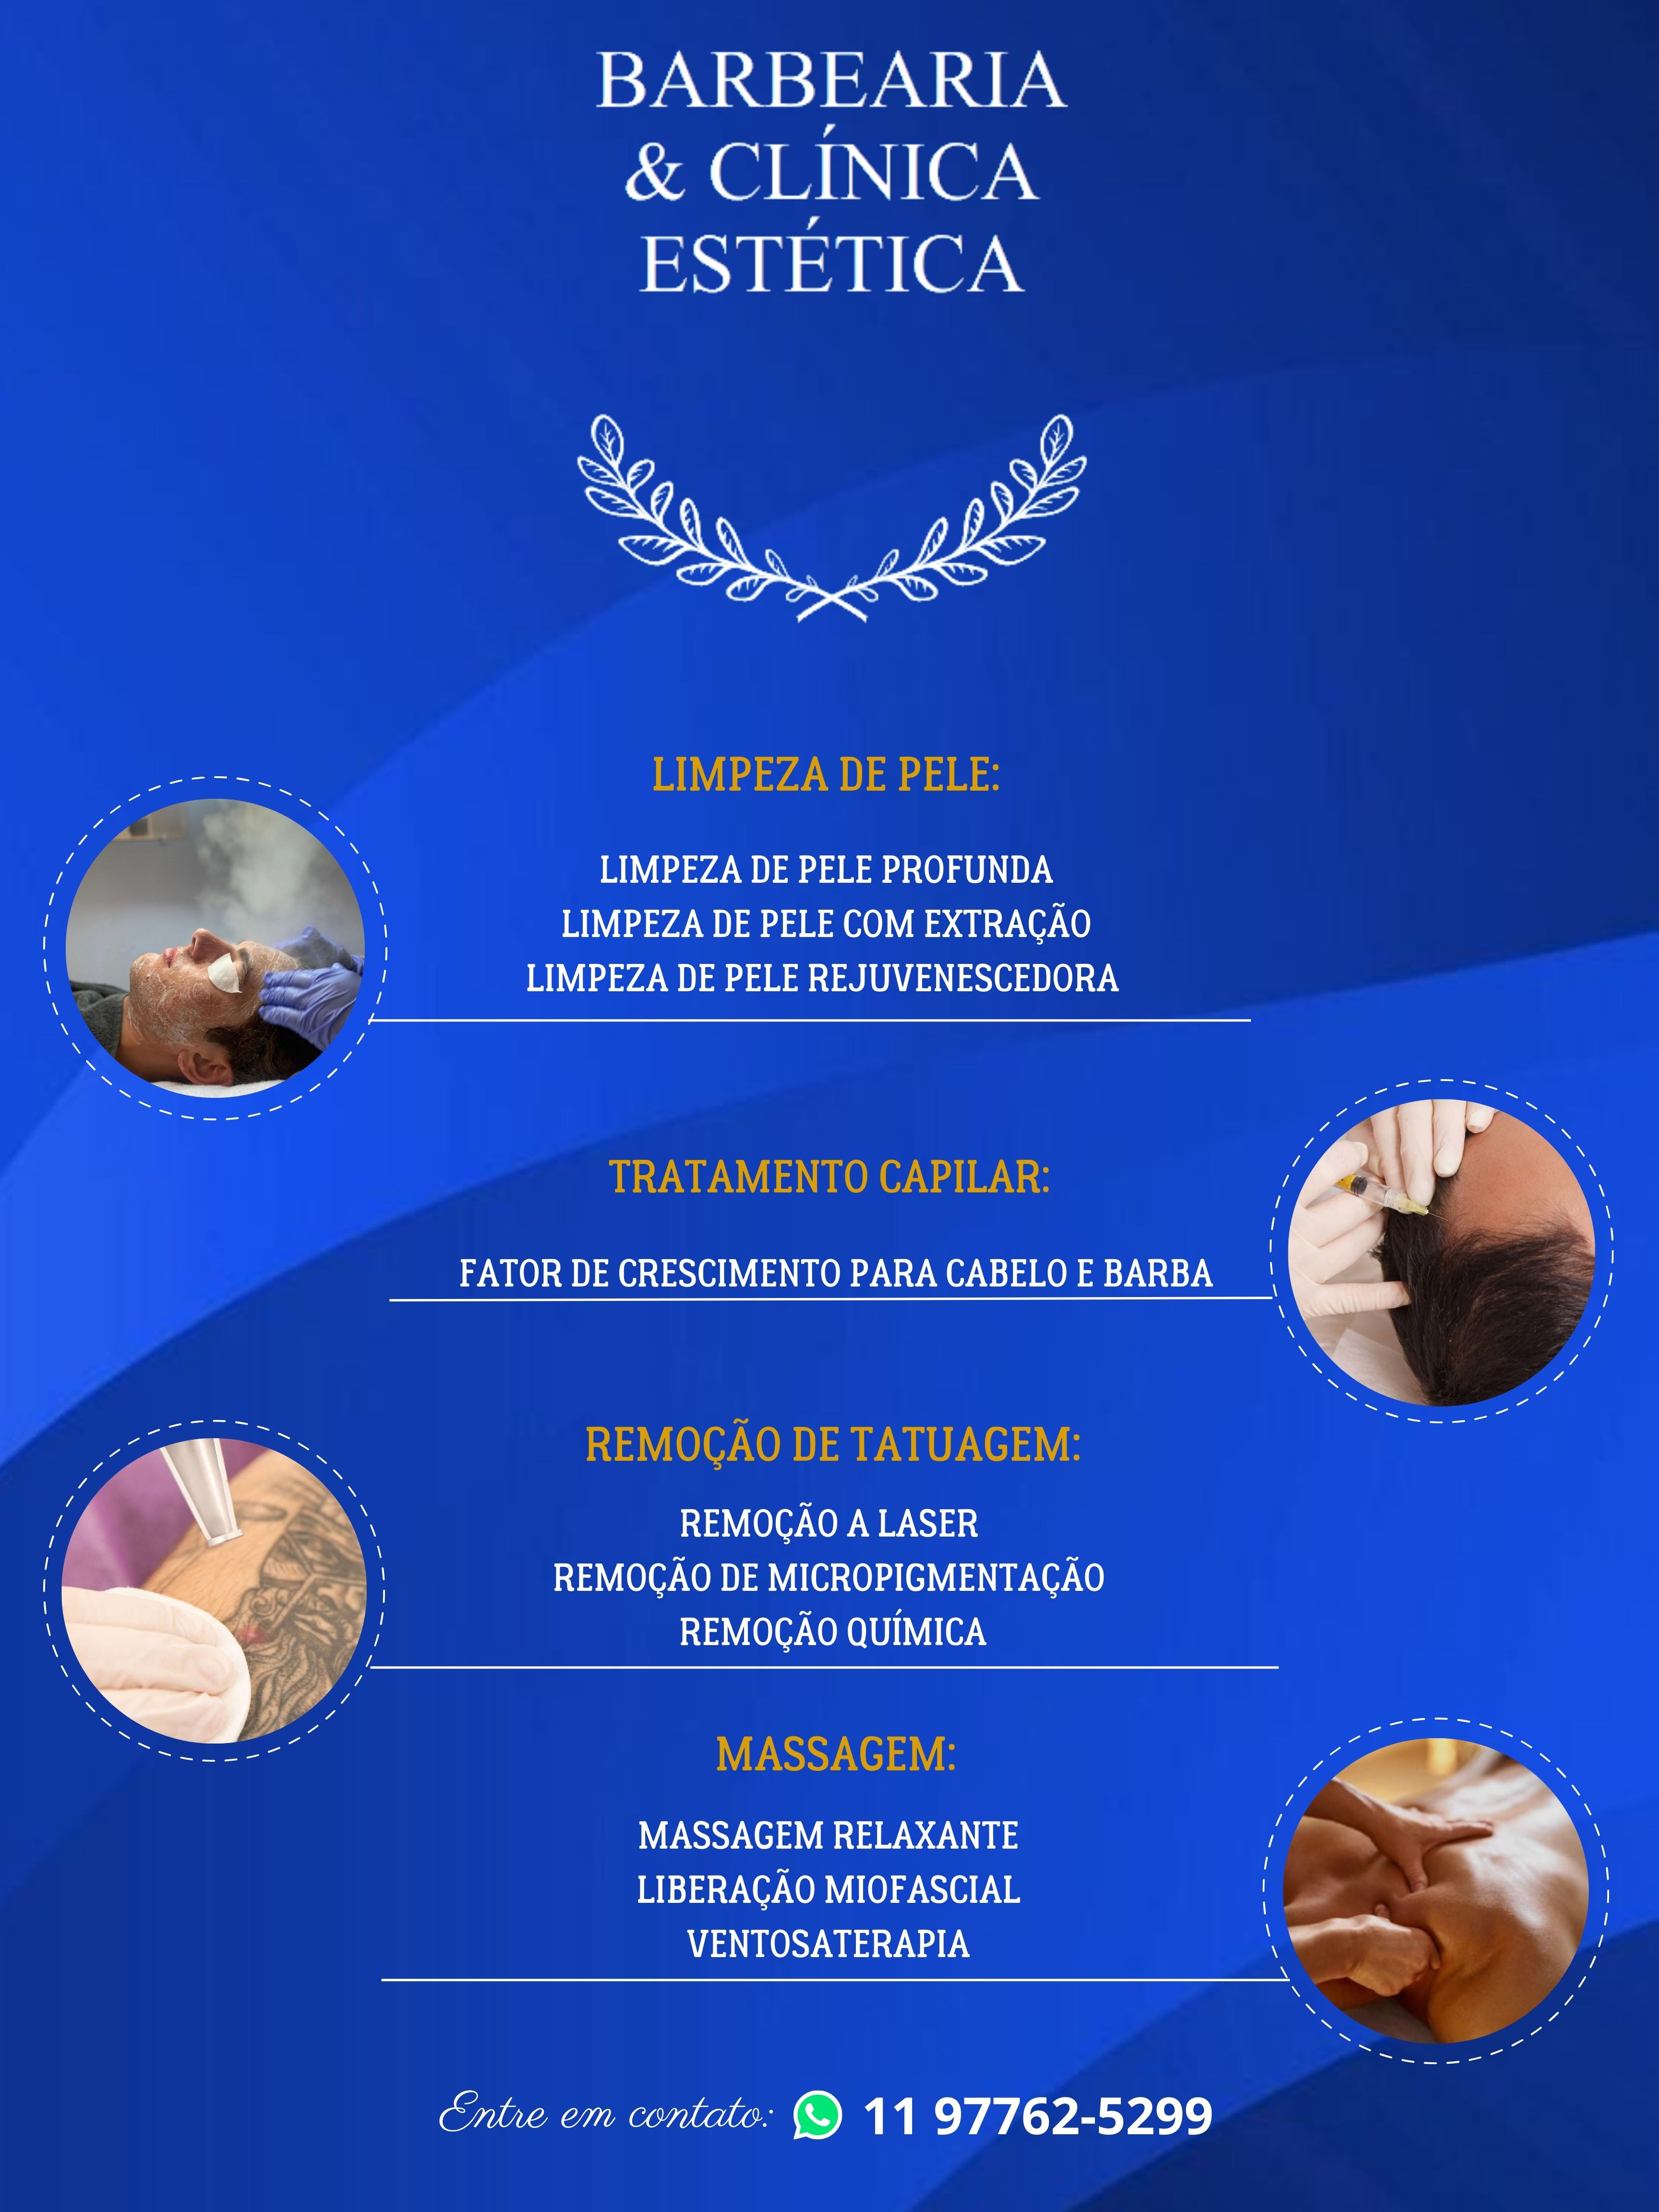 BARBEARIA
& CLÍNICA
ESTÉTICA
LIMPEZA DE PELE:
LIMPEZA DE PELE PROFUNDA
LIMPEZA DE PELE COM EXTRAÇÃO
LIMPEZA DE PELE REJUVENESCEDORA
TRATAMENTO CAPILAR:
FATOR DE CRESCIMENTO PARA CABELO E BARBA
REMOÇÃO DE TATUAGEM:
REMOÇÃO A LASER
REMOÇÃO DE MICROPIGMENTAÇÃO
REMOÇÃO QUÍMICA
MASSAGEM:
MASSAGEM RELAXANTE
LIBERAÇÃO MIOFASCIAL
VENTOSATERAPIA
Entre em contato: 11 97762-5299